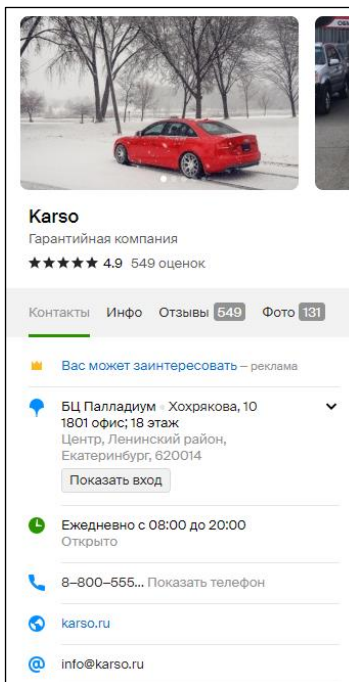 Karso
Гарантийная компания
★★★★★ 4.9 549 оценок
Контакты Инфо Отзывы 549 Фото 131
Вас может заинтересовать – реклама
БЦ Палладиум • Хохрякова, 10
1801 офис; 18 этаж
Центр, Ленинский район,
Екатеринбург, 620014
Показать вход
Ежедневно с 08:00 до 20:00
Открыто
8–800–555... Показать телефон
karso.ru
info@karso.ru